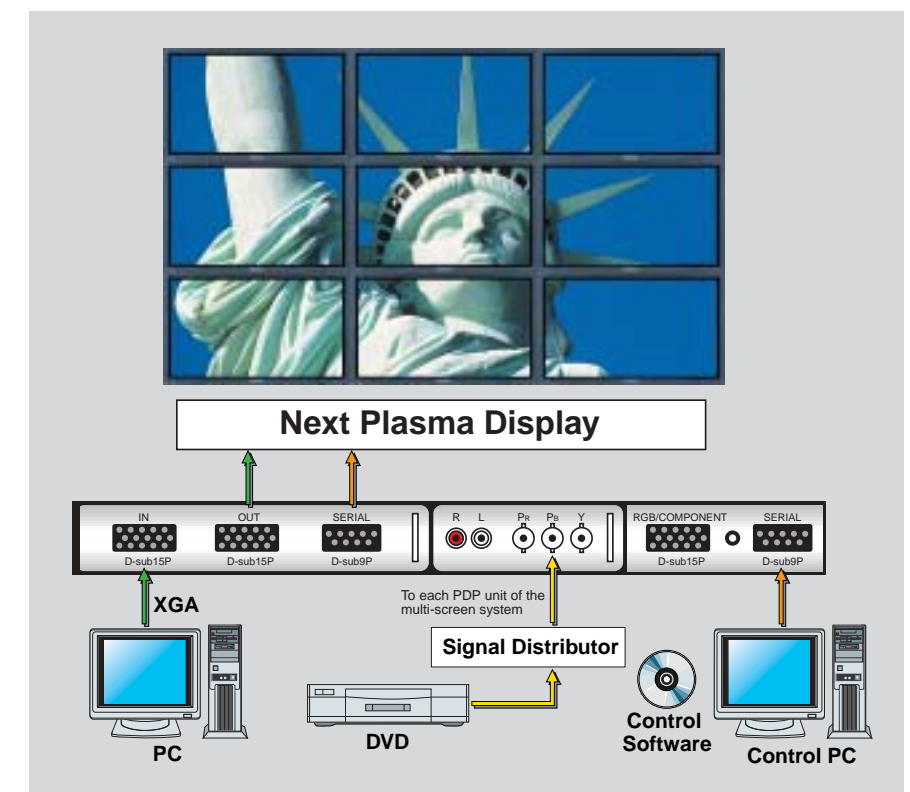 Next Plasma Display
IN
OUT
SERIAL
R L
PR PB Y
RGB/COMPONENT
SERIAL
D-sub15P
D-sub15P
D-sub9P
D-sub15P
D-sub9P
XGA
To each PDP unit of the
multi-screen system
Signal Distributor
PC
DVD
Control
Software
Control PC